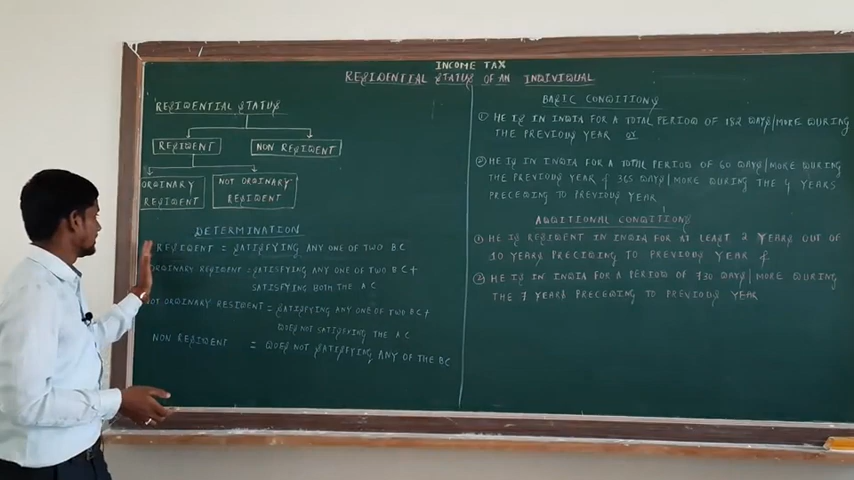 INCOME TAX
RESIDENTIAL STATUS OF AN INDIVIDUAL
RESIDENTIAL STATUS
RESIDENT
NON RESIDENT
ORDINARY
RESIDENT
NOT ORDINARY
RESIDENT
DETERMINATION
RESIDENT = SATISFYING ANY ONE OF TWO BC
ORDINARY RESIDENT = SATISFYING ANY ONE OF TWO BC +
SATISFYING BOTH THE AC
NOT ORDINARY RESIDENT = SATISFYING ANY ONE OF TWO BC +
DOES NOT SATISFYING THE AC
NON RESIDENT = DOES NOT SATISFYING ANY OF THE BC
BASIC CONDITIONS
① HE IS IN INDIA FOR A TOTAL PERIOD OF 182 DAYS/MORE DURING
THE PREVIOUS YEAR OR
② HE IS IN INDIA FOR A TOTAL PERIOD OF 60 DAYS/MORE DURING
THE PREVIOUS YEAR & 365 DAYS/MORE DURING THE 4 YEARS
PRECEDING TO PREVIOUS YEAR
ADDITIONAL CONDITIONS
① HE IS RESIDENT IN INDIA FOR AT LEAST 2 YEARS OUT OF
10 YEARS PRECIDING TO PREVIOUS YEAR &
② HE IS IN INDIA FOR A PERIOD OF 730 DAYS/MORE DURING
THE 7 YEARS PRECEDING TO PREVIOUS YEAR